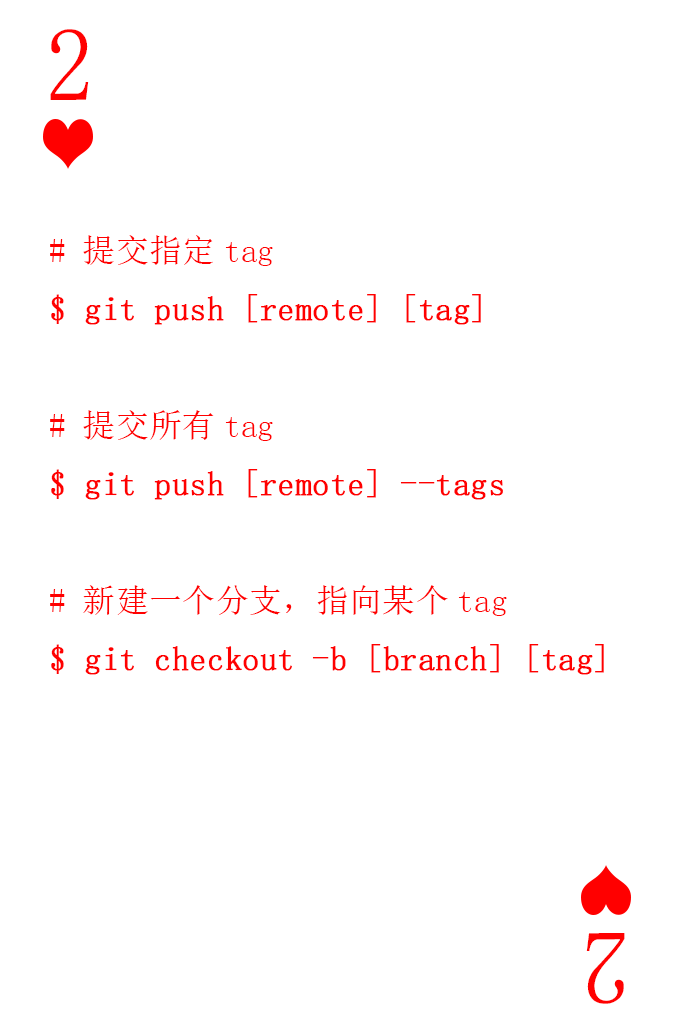 2
# 提交指定 tag
$ git push [remote] [tag]
# 提交所有 tag
$ git push [remote] --tags
# 新建一个分支，指向某个 tag
$ git checkout -b [branch] [tag]
2